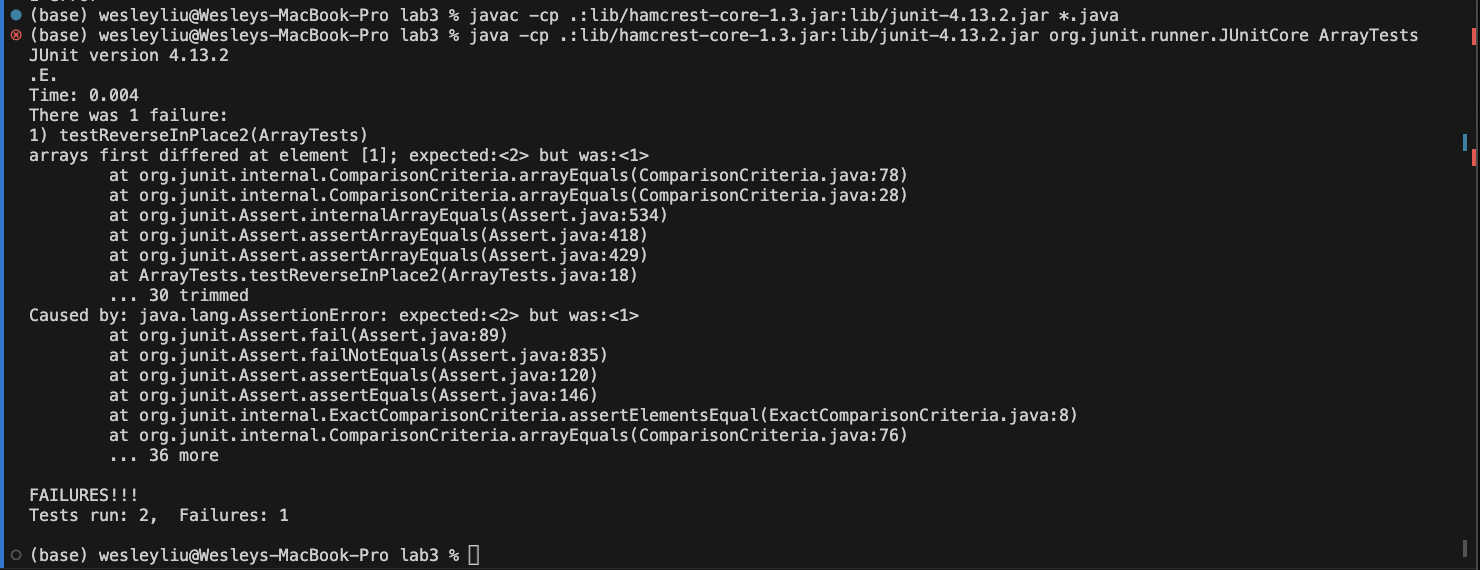 (base) wesleyliu@Wesleys-MacBook-Pro lab3 % javac -cp .:lib/hamcrest-core-1.3.jar:lib/junit-4.13.2.jar *.java
(base) wesleyliu@Wesleys-MacBook-Pro lab3 % java -cp .:lib/hamcrest-core-1.3.jar:lib/junit-4.13.2.jar org.junit.runner.JUnitCore ArrayTests
JUnit version 4.13.2
.E.
Time: 0.004
There was 1 failure:
1) testReverseInPlace2(ArrayTests)
arrays first differed at element [1]; expected:<2> but was:<1>
        at org.junit.internal.ComparisonCriteria.arrayEquals(ComparisonCriteria.java:78)
        at org.junit.internal.ComparisonCriteria.arrayEquals(ComparisonCriteria.java:28)
        at org.junit.Assert.internalArrayEquals(Assert.java:534)
        at org.junit.Assert.assertArrayEquals(Assert.java:418)
        at org.junit.Assert.assertArrayEquals(Assert.java:429)
        at ArrayTests.testReverseInPlace2(ArrayTests.java:18)
        ... 30 trimmed
Caused by: java.lang.AssertionError: expected:<2> but was:<1>
        at org.junit.Assert.fail(Assert.java:89)
        at org.junit.Assert.failNotEquals(Assert.java:835)
        at org.junit.Assert.assertEquals(Assert.java:120)
        at org.junit.Assert.assertEquals(Assert.java:146)
        at org.junit.internal.ExactComparisonCriteria.assertElementsEqual(ExactComparisonCriteria.java:8)
        at org.junit.internal.ComparisonCriteria.arrayEquals(ComparisonCriteria.java:76)
        ... 36 more

FAILURES!!!
Tests run: 2,  Failures: 1

(base) wesleyliu@Wesleys-MacBook-Pro lab3 %